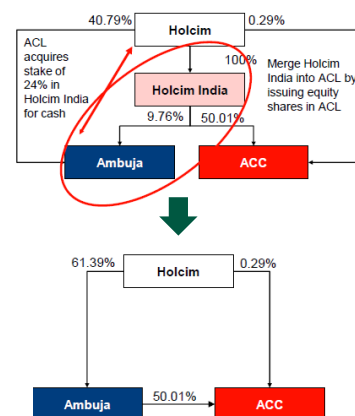 40.79%
Holcim
0.29%
ACL
acquires
stake of
24% in
Holcim India
for cash
100%
Merge Holcim
India into ACL by
issuing equity
shares in ACL
Holcim India
9.76%
50.01%
Ambuja
ACC
61.39%
Holcim
0.29%
Ambuja
50.01%
ACC